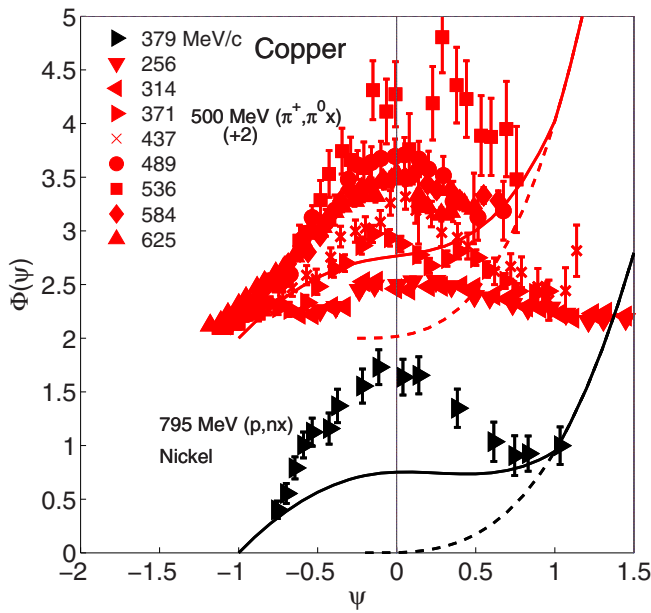 5
4.5
4
3.5
3
2.5
2
1.5
1
0.5
0
Φ(ψ)
379 MeV/c
256
314
371
437
489
536
584
625
Copper
500 MeV (π⁺,π⁰x)
(+2)
795 MeV (p,nx)
Nickel
−2 −1.5 −1 −0.5 0 0.5 1 1.5
ψ